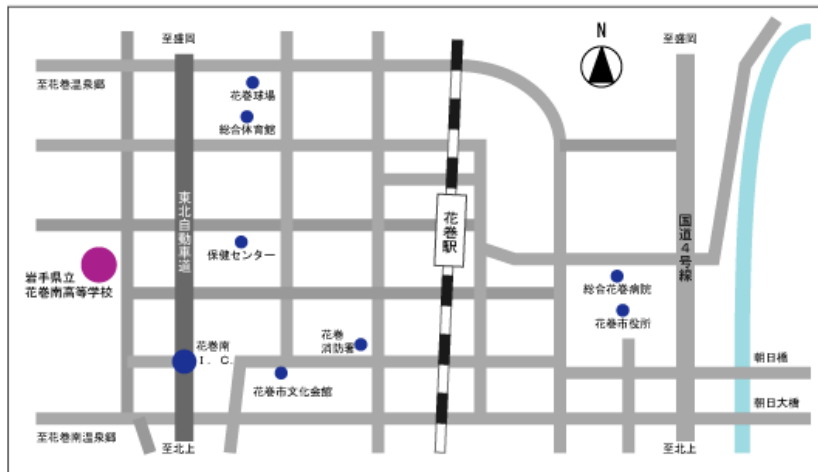 至盛岡
N
至盛岡
至花巻温泉郷
花巻球場
総合体育館
東北自動車道
花巻駅
国道4号線
保健センター
岩手県立
花巻南高等学校
総合花巻病院
花巻市役所
花巻
消防署
花巻南
I．C．
花巻市文化会館
朝日橋
朝日大橋
至花巻南温泉郷
至北上
至北上